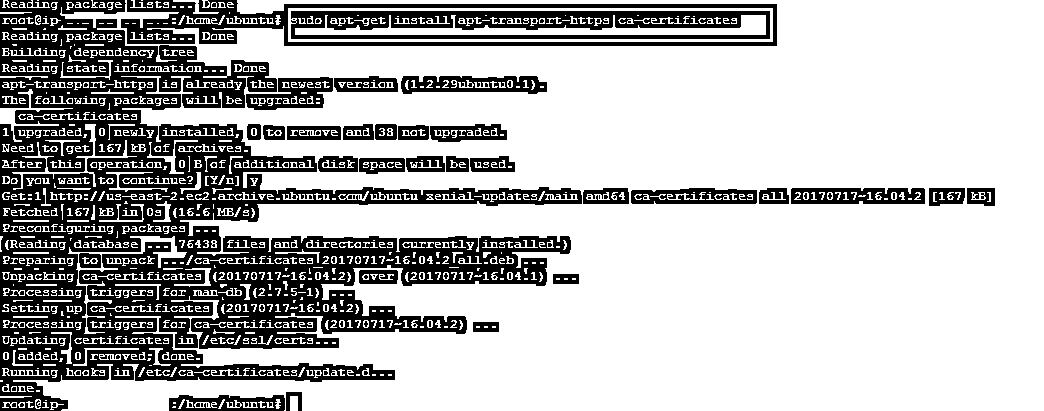 Reading package lists... Done
root@ip-        :/home/ubuntu# sudo apt-get install apt-transport-https ca-certificates
Reading package lists... Done
Building dependency tree
Reading state information... Done
apt-transport-https is already the newest version (1.2.29ubuntu0.1).
The following packages will be upgraded:
  ca-certificates
1 upgraded, 0 newly installed, 0 to remove and 38 not upgraded.
Need to get 167 kB of archives.
After this operation, 0 B of additional disk space will be used.
Do you want to continue? [Y/n] y
Get:1 http://us-east-2.ec2.archive.ubuntu.com/ubuntu xenial-updates/main amd64 ca-certificates all 20170717~16.04.2 [167 kB]
Fetched 167 kB in 0s (16.6 MB/s)
Preconfiguring packages ...
(Reading database ... 76438 files and directories currently installed.)
Preparing to unpack .../ca-certificates_20170717~16.04.2_all.deb ...
Unpacking ca-certificates (20170717~16.04.2) over (20170717~16.04.1) ...
Processing triggers for man-db (2.7.5-1) ...
Setting up ca-certificates (20170717~16.04.2) ...
Processing triggers for ca-certificates (20170717~16.04.2) ...
Updating certificates in /etc/ssl/certs...
0 added, 0 removed; done.
Running hooks in /etc/ca-certificates/update.d...
done.
root@ip-        :/home/ubuntu#